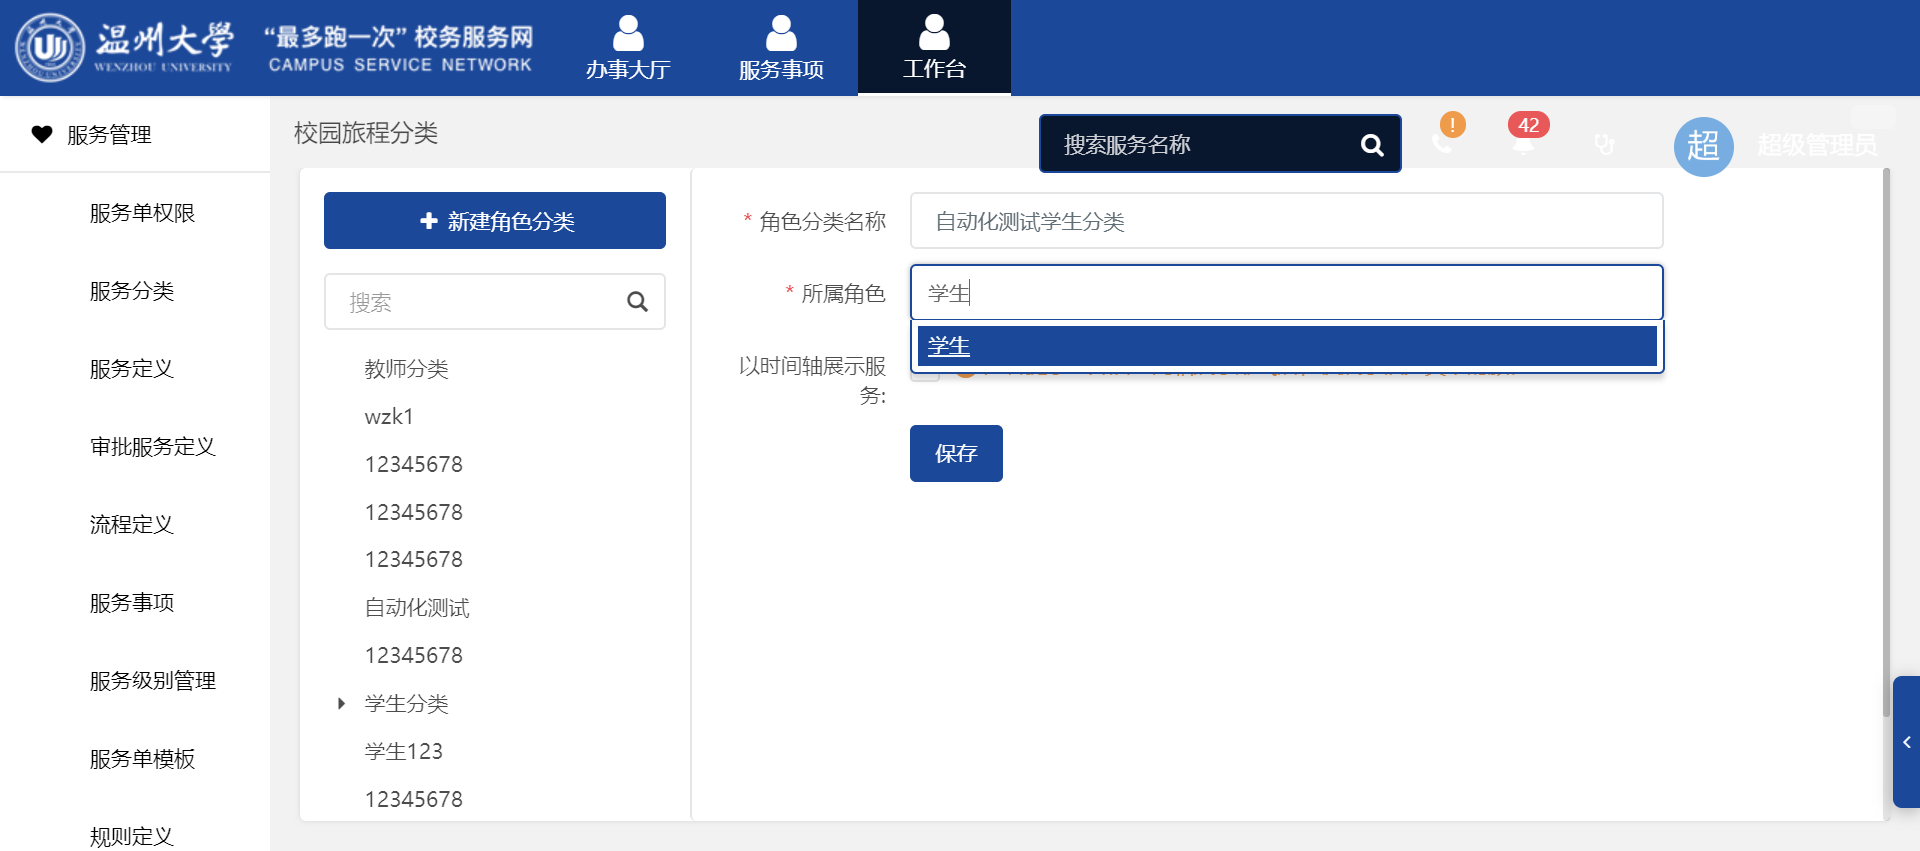 温州大学
WENZHOU UNIVERSITY
“最多跑一次” 校务服务网
CAMPUS SERVICE NETWORK
办事大厅
服务事项
工作台
服务管理
服务单权限
服务分类
服务定义
审批服务定义
流程定义
服务事项
服务级别管理
服务单模板
规则定义
校园旅程分类
搜索服务名称
!
42
超
超级管理员
新建角色分类
搜索
教师分类
wzk1
12345678
12345678
12345678
自动化测试
12345678
学生分类
学生123
12345678
* 角色分类名称
自动化测试学生分类
* 所属角色
学生
学生
以时间轴展示服
务:
保存